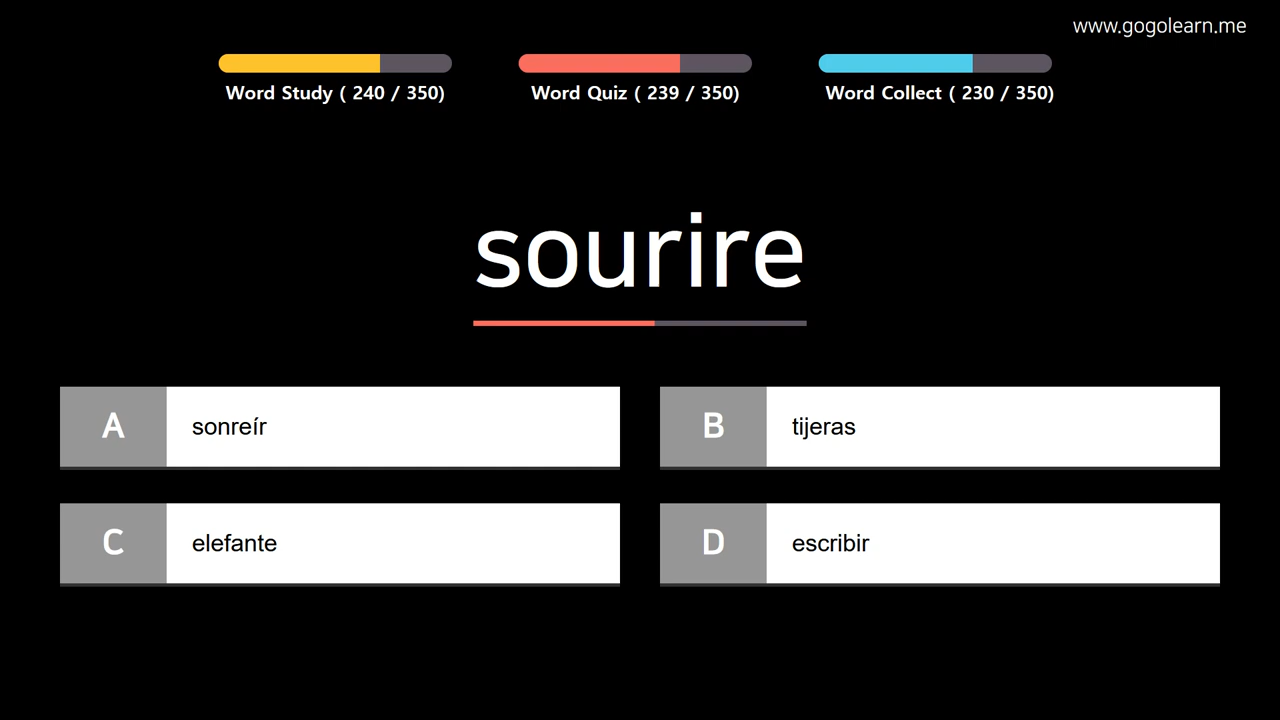 www.gogolearn.me
Word Study ( 240 / 350)
Word Quiz ( 239 / 350)
Word Collect ( 230 / 350)
sourire
A
sonreír
B
tijeras
C
elefante
D
escribir